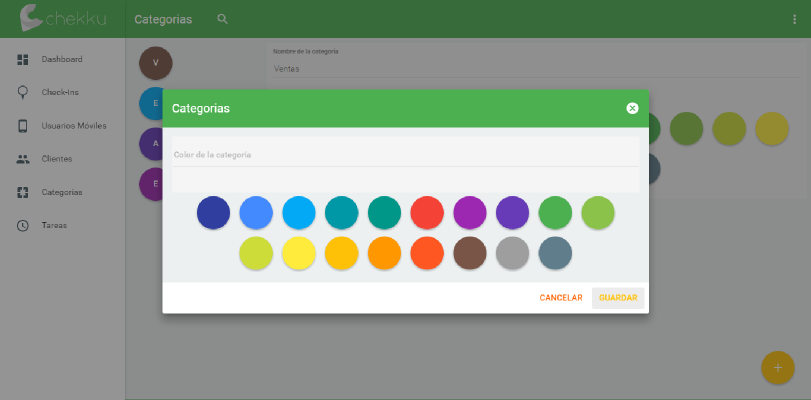 chekku
Categorias
Dashboard
Check-Ins
Usuarios Móviles
Clientes
Categorias
Tareas
V
E
A
E
Nombre de la categoría
Ventas
Categorias
Color de la categoría
CANCELAR
GUARDAR